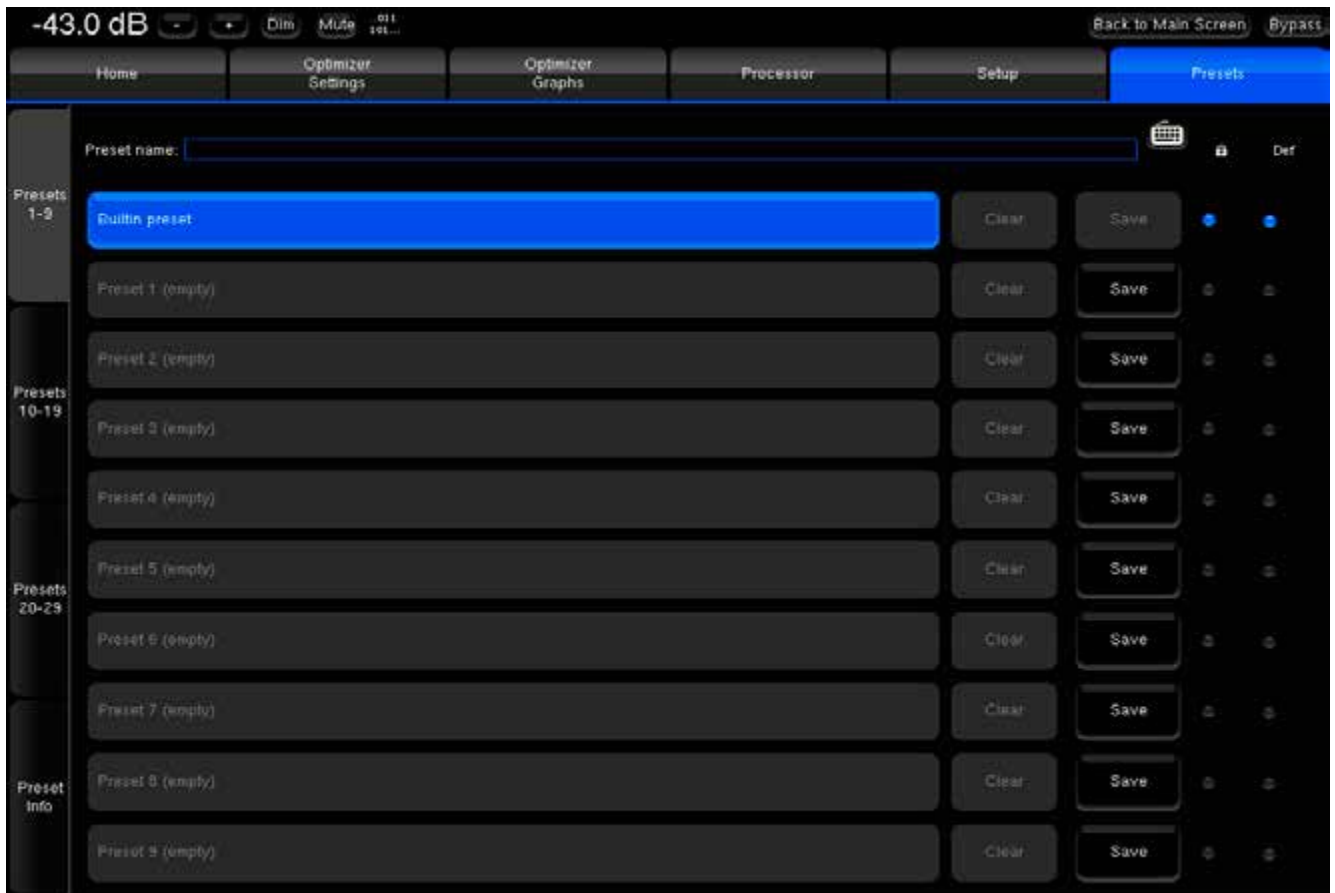 -43.0 dB - + Dim Mute .011 101... Back to Main Screen Bypass
Home Optimizer Settings Optimizer Graphs Processor Setup Presets
Preset name: Def
Presets 1-9
Builtin preset Clear Save
Preset 1 (empty) Clear Save
Preset 2 (empty) Clear Save
Presets 10-19
Preset 3 (empty) Clear Save
Preset 4 (empty) Clear Save
Preset 5 (empty) Clear Save
Presets 20-29
Preset 6 (empty) Clear Save
Preset 7 (empty) Clear Save
Preset Info
Preset 8 (empty) Clear Save
Preset 9 (empty) Clear Save